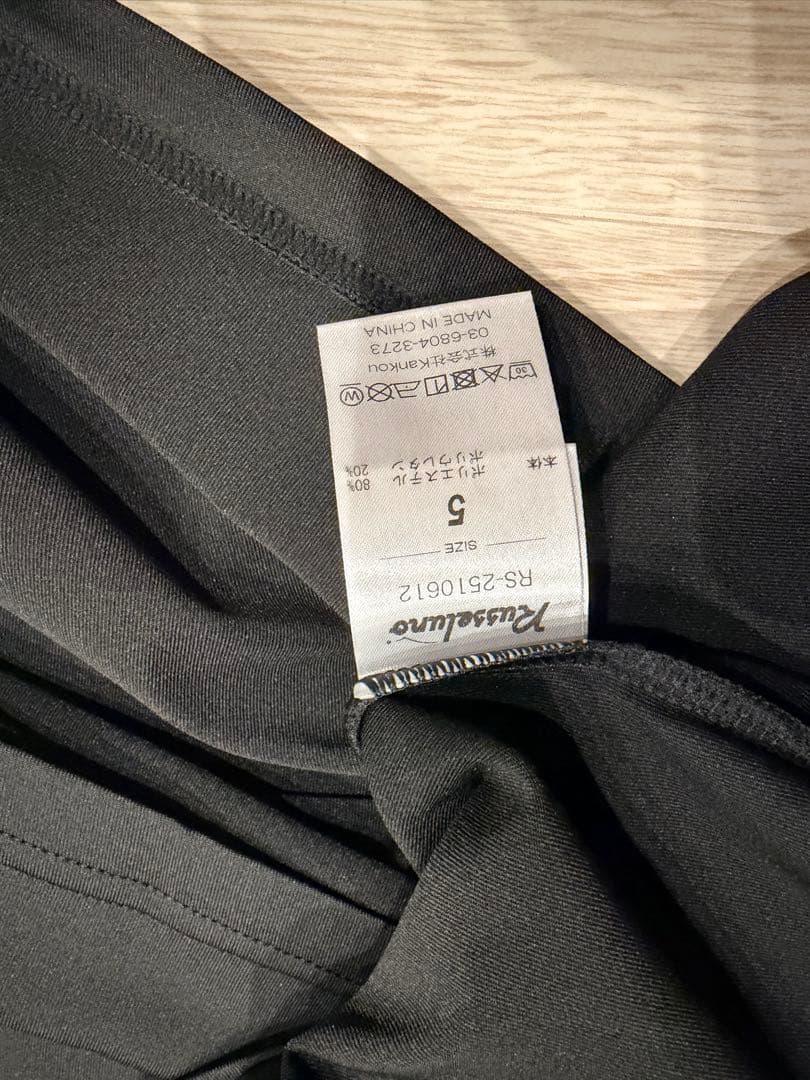 Russeluno
RS-2510612
SIZE
5
本体 ポリエステル 80%
ポリウレタン 20%
30
W
株式会社Kankou
03-6804-3273
MADE IN CHINA